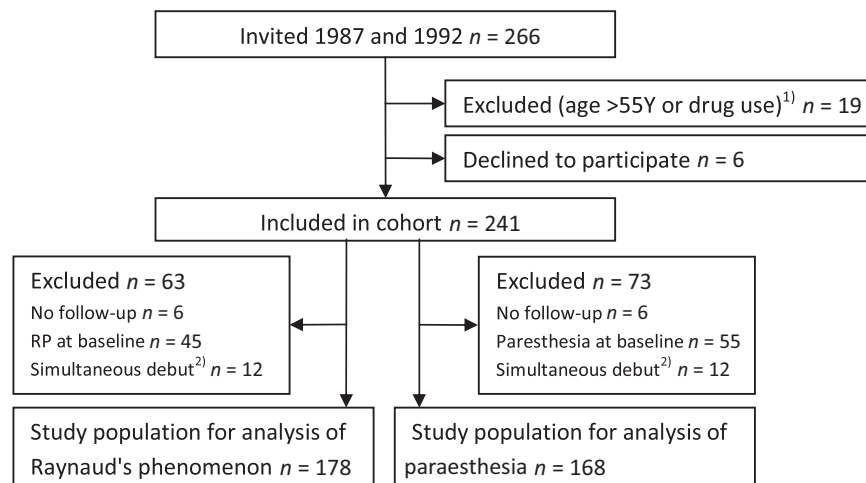 Invited 1987 and 1992 n = 266
Excluded (age >55Y or drug use)1) n = 19
Declined to participate n = 6
Included in cohort n = 241
Excluded n = 63
No follow-up n = 6
RP at baseline n = 45
Simultaneous debut2) n = 12
Excluded n = 73
No follow-up n = 6
Paresthesia at baseline n = 55
Simultaneous debut2) n = 12
Study population for analysis of
Raynaud's phenomenon n = 178
Study population for analysis of
paraesthesia n = 168